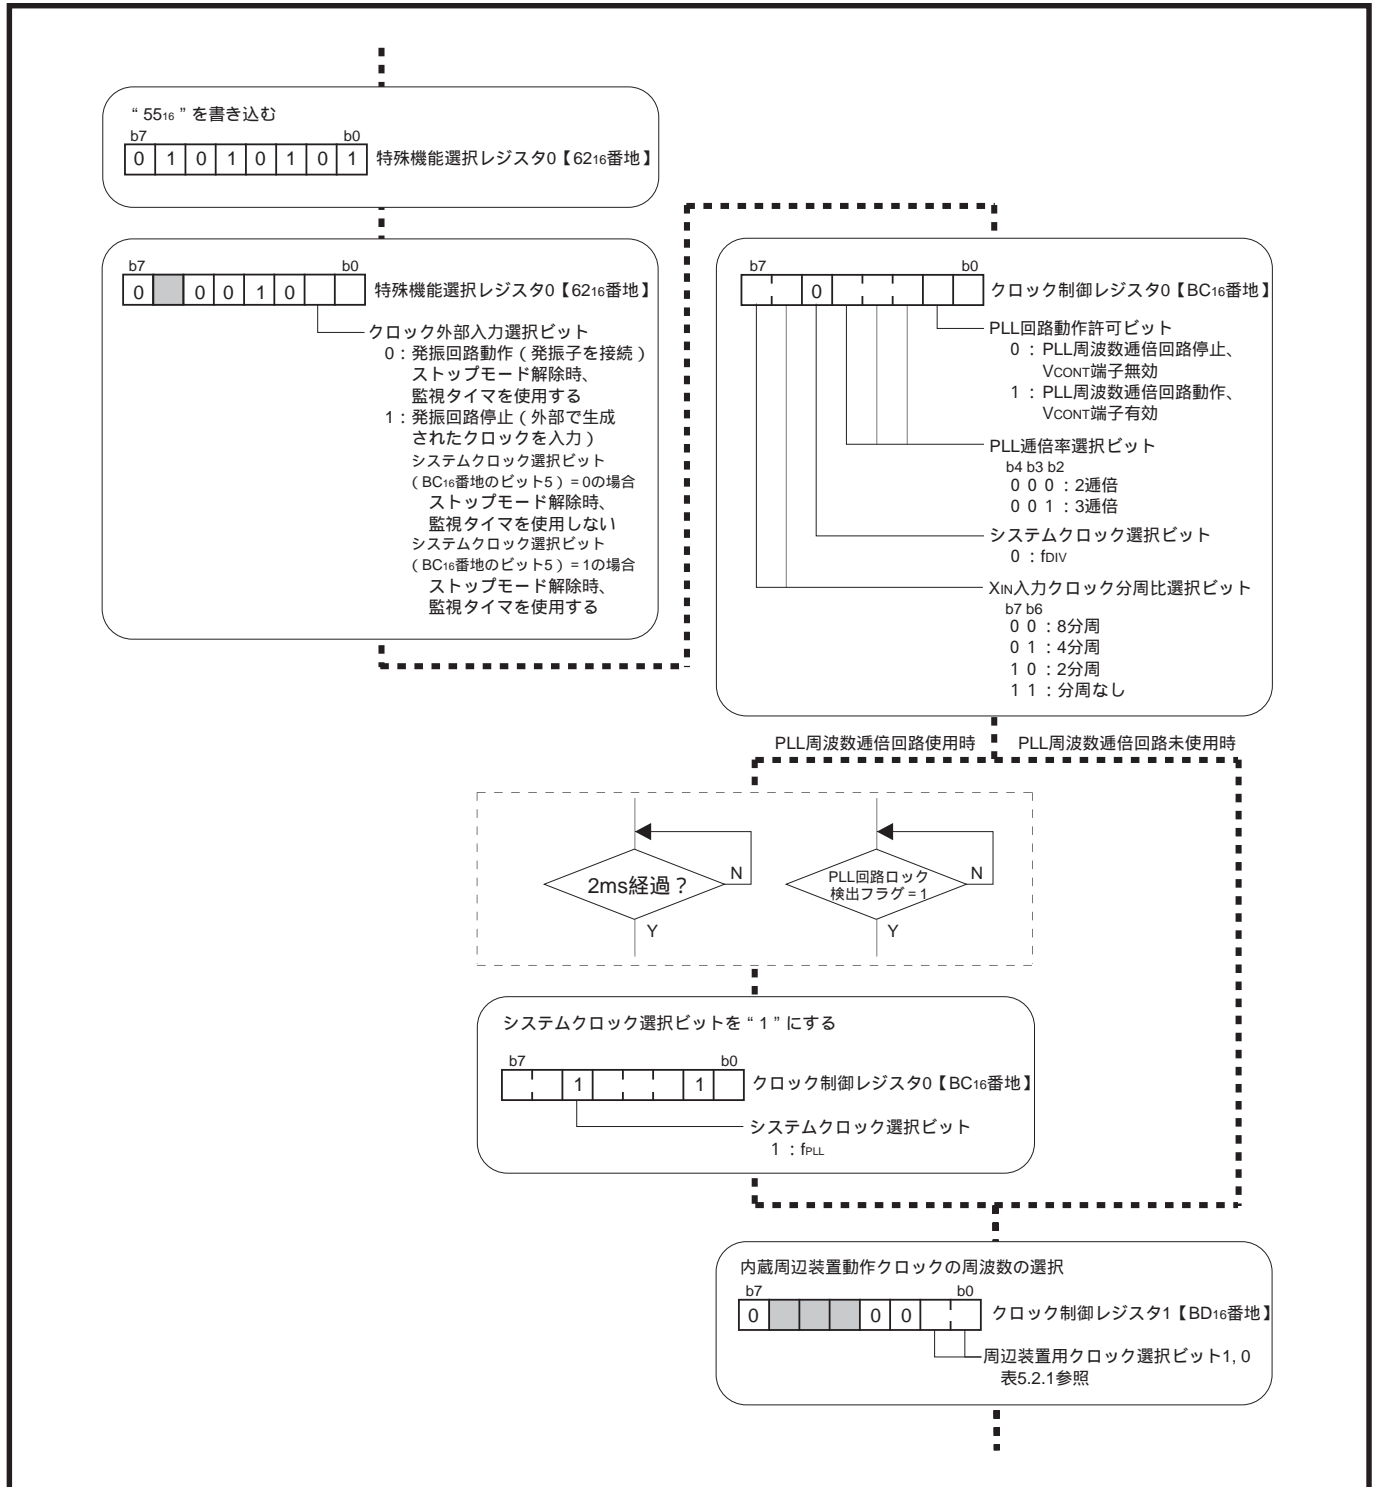 “ 5516 ” を書き込む
b7 b0
0 1 0 1 0 1 0 1 特殊機能選択レジスタ0【6216番地】
b7 b0
0 0 0 1 0 特殊機能選択レジスタ0【6216番地】
クロック外部入力選択ビット
0：発振回路動作（発振子を接続）
ストップモード解除時、
監視タイマを使用する
1：発振回路停止（外部で生成
されたクロックを入力）
システムクロック選択ビット
（BC16番地のビット5）= 0の場合
ストップモード解除時、
監視タイマを使用しない
システムクロック選択ビット
（BC16番地のビット5）= 1の場合
ストップモード解除時、
監視タイマを使用する
b7 b0
0 クロック制御レジスタ0【BC16番地】
PLL回路動作許可ビット
0 ：PLL周波数逓倍回路停止、
VCONT端子無効
1 ：PLL周波数逓倍回路動作、
VCONT端子有効
PLL逓倍率選択ビット
b4 b3 b2
0 0 0 ：2逓倍
0 0 1 ：3逓倍
システムクロック選択ビット
0 ：fDIV
XIN入力クロック分周比選択ビット
b7 b6
0 0 ：8分周
0 1 ：4分周
1 0 ：2分周
1 1 ：分周なし
PLL周波数逓倍回路使用時 PLL周波数逓倍回路未使用時
2ms経過？
N
Y
PLL回路ロック
検出フラグ = 1
N
Y
システムクロック選択ビットを “ 1 ” にする
b7 b0
1 1 クロック制御レジスタ0【BC16番地】
システムクロック選択ビット
1 ：fPLL
内蔵周辺装置動作クロックの周波数の選択
b7 b0
0 0 0 クロック制御レジスタ1【BD16番地】
周辺装置用クロック選択ビット1, 0
表5.2.1参照